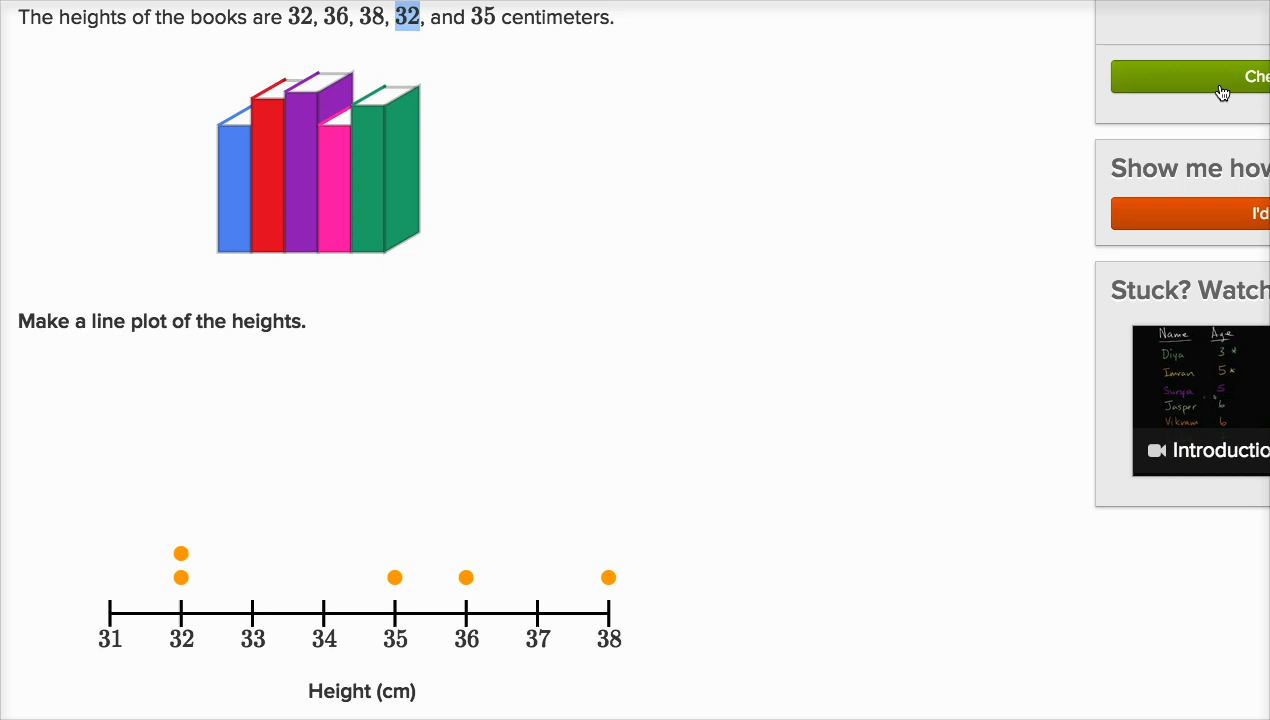 The heights of the books are 32, 36, 38, 32, and 35 centimeters.
Che
Show me how
I'd
Make a line plot of the heights.
Stuck? Watch
Name Age
Diya 3 *
Imran 5 *
Surya 5
Jasper 6
Vikram 6
Introductio
31 32 33 34 35 36 37 38
Height (cm)